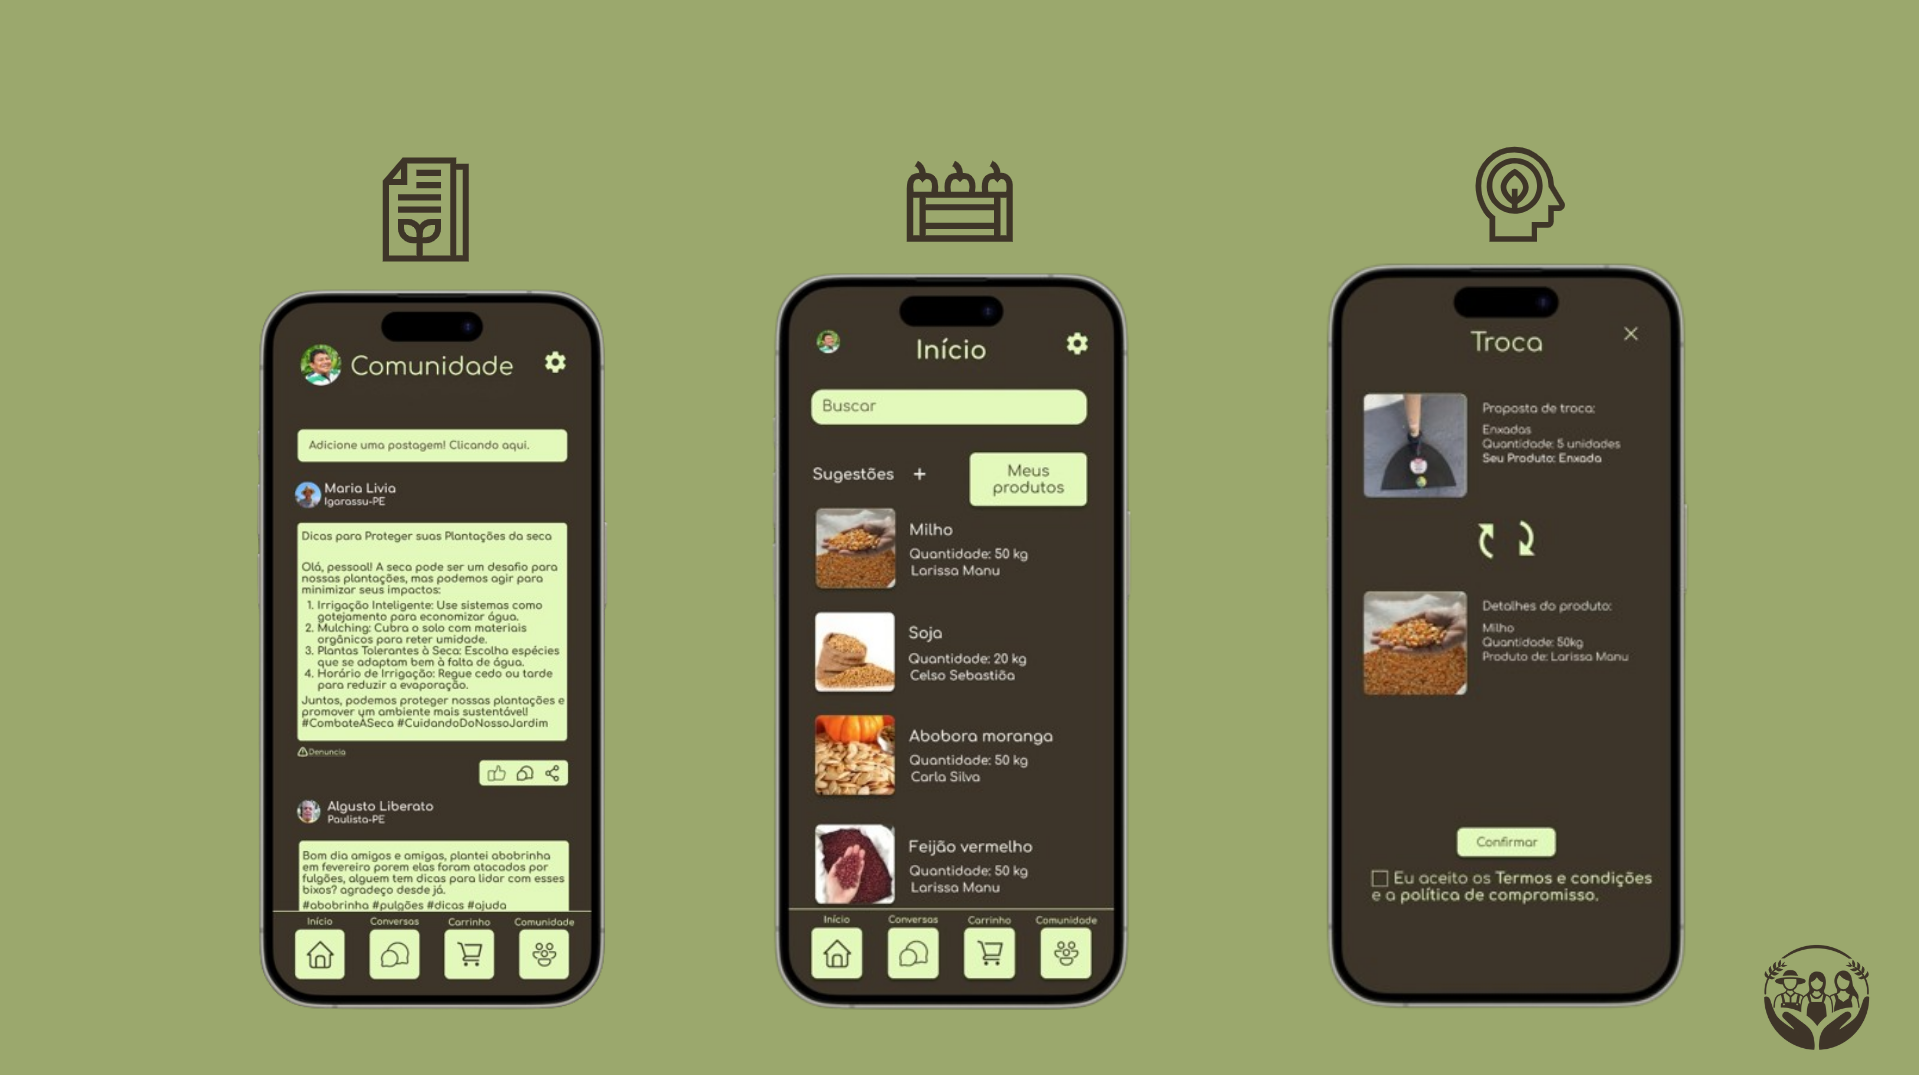 Comunidade
Adicione uma postagem! Clicando aqui.
Maria Livia
Igarassu-PE
Dicas para Proteger suas Plantações da seca
Olá, pessoal! A seca pode ser um desafio para
nossas plantações, mas podemos agir para
minimizar seus impactos:
1. Irrigação Inteligente: Use sistemas como
gotejamento para economizar água.
2. Mulching: Cubra o solo com materiais
orgânicos para reter umidade.
3. Plantas Tolerantes à Seca: Escolha espécies
que se adaptam bem à falta de água.
4. Horário de Irrigação: Regue cedo ou tarde
para reduzir a evaporação.
Juntos, podemos proteger nossas plantações e
promover um ambiente mais sustentável!
#CombateÀSeca #CuidandoDoNossoJardim
Denuncia
Algusto Liberato
Paulista-PE
Bom dia amigos e amigas, plantei abobrinha
em fevereiro porem elas foram atacados por
fulgões, alguem tem dicas para lidar com esses
bixos? agradeço desde já.
#abobrinha #pulgões #dicas #ajuda
Início
Conversas
Carrinho
Comunidade
Início
Buscar
Sugestões +
Meus
produtos
Milho
Quantidade: 50 kg
Larissa Manu
Soja
Quantidade: 20 kg
Celso Sebastiõa
Abobora moranga
Quantidade: 50 kg
Carla Silva
Feijão vermelho
Quantidade: 50 kg
Larissa Manu
Início
Conversas
Carrinho
Comunidade
Troca
Proposta de troca:
Enxadas
Quantidade: 5 unidades
Seu Produto: Enxada
Detalhes do produto:
Milho
Quantidade: 50kg
Produto de: Larissa Manu
Confirmar
Eu aceito os Termos e condições
e a política de compromisso.